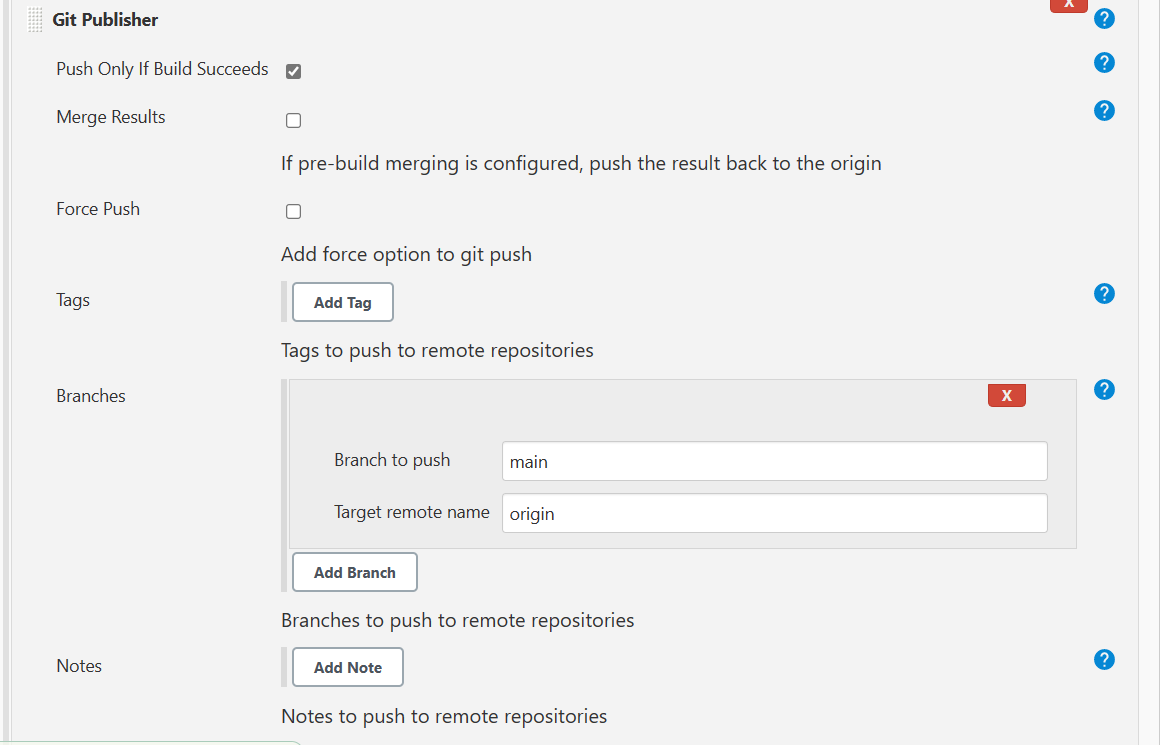 X
Git Publisher
?
Push Only If Build Succeeds
?
Merge Results
?
If pre-build merging is configured, push the result back to the origin
Force Push
Add force option to git push
Tags
Add Tag
?
Tags to push to remote repositories
Branches
X
?
Branch to push
main
Target remote name
origin
Add Branch
Branches to push to remote repositories
Notes
Add Note
?
Notes to push to remote repositories